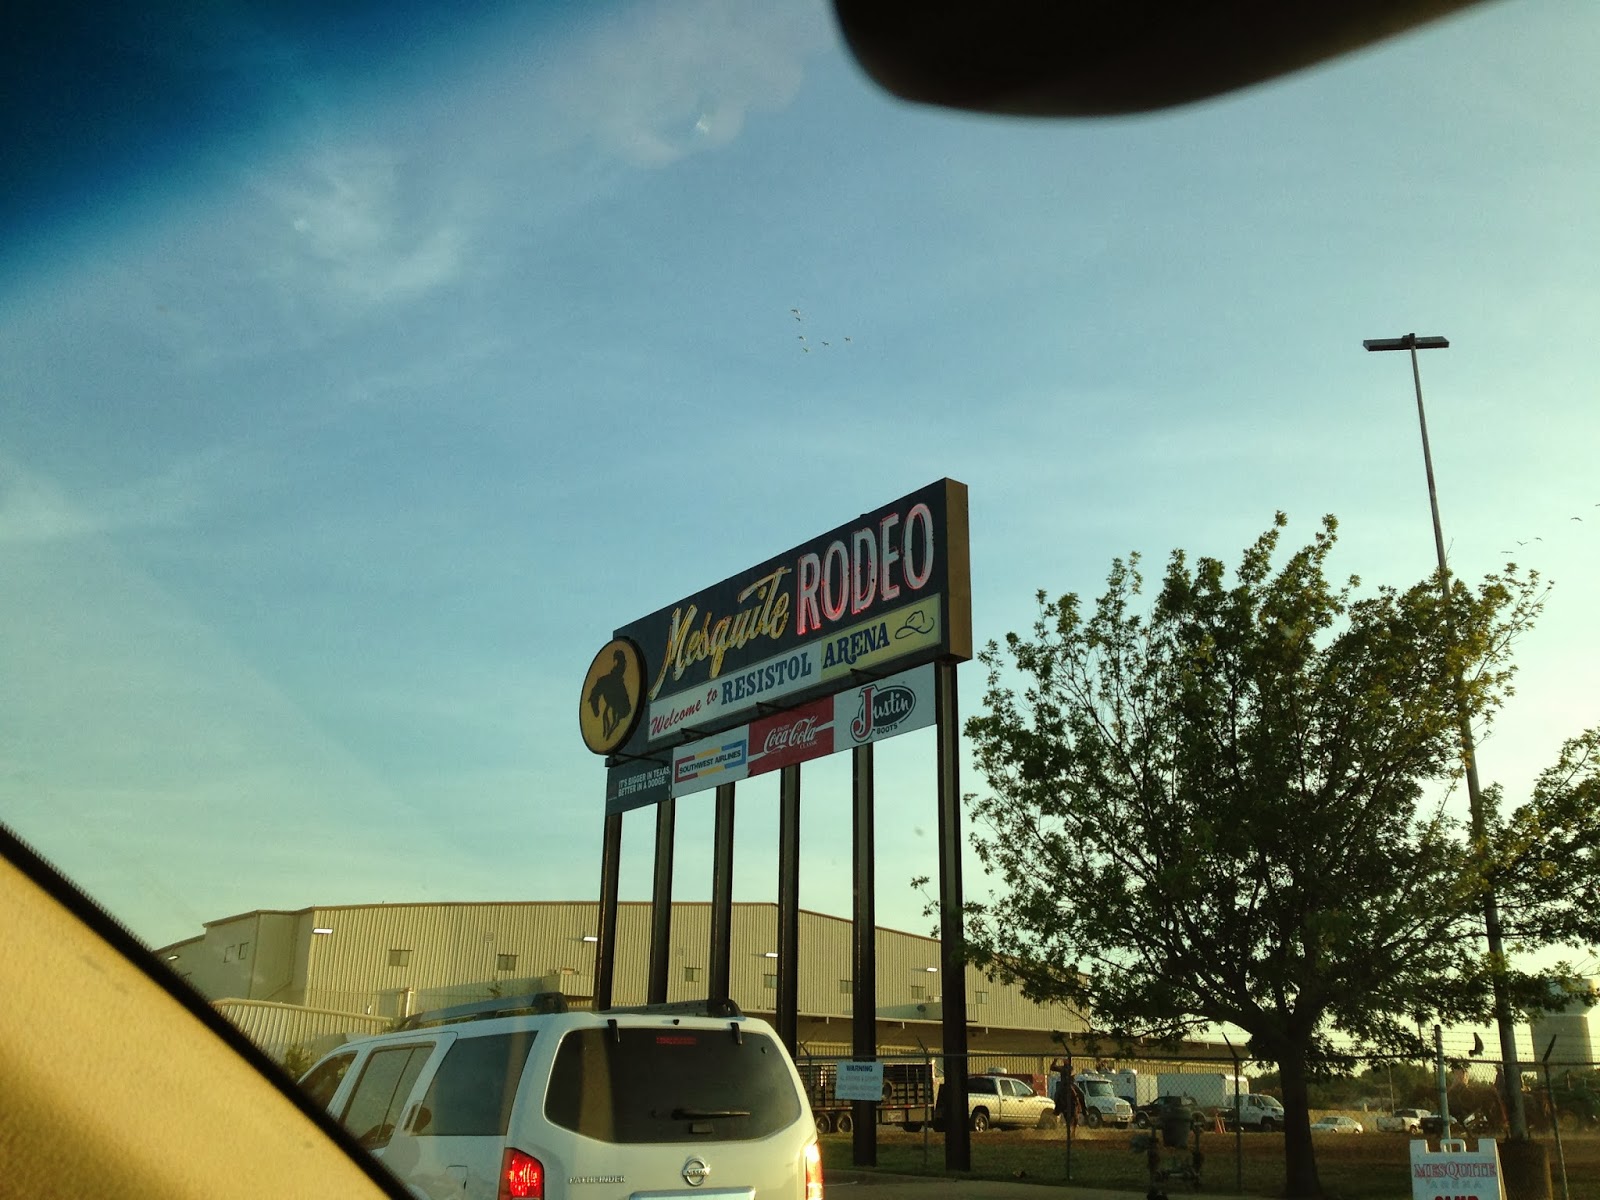 Mesquite RODEO
Welcome to RESISTOL ARENA
IT'S BIGGER IN TEXAS.
BETTER IN A DODGE.
SOUTHWEST AIRLINES
Coca-Cola
CLASSIC
Justin
BOOTS
WARNING
PATHFINDER
NISSAN
MESQUITE
ARENA